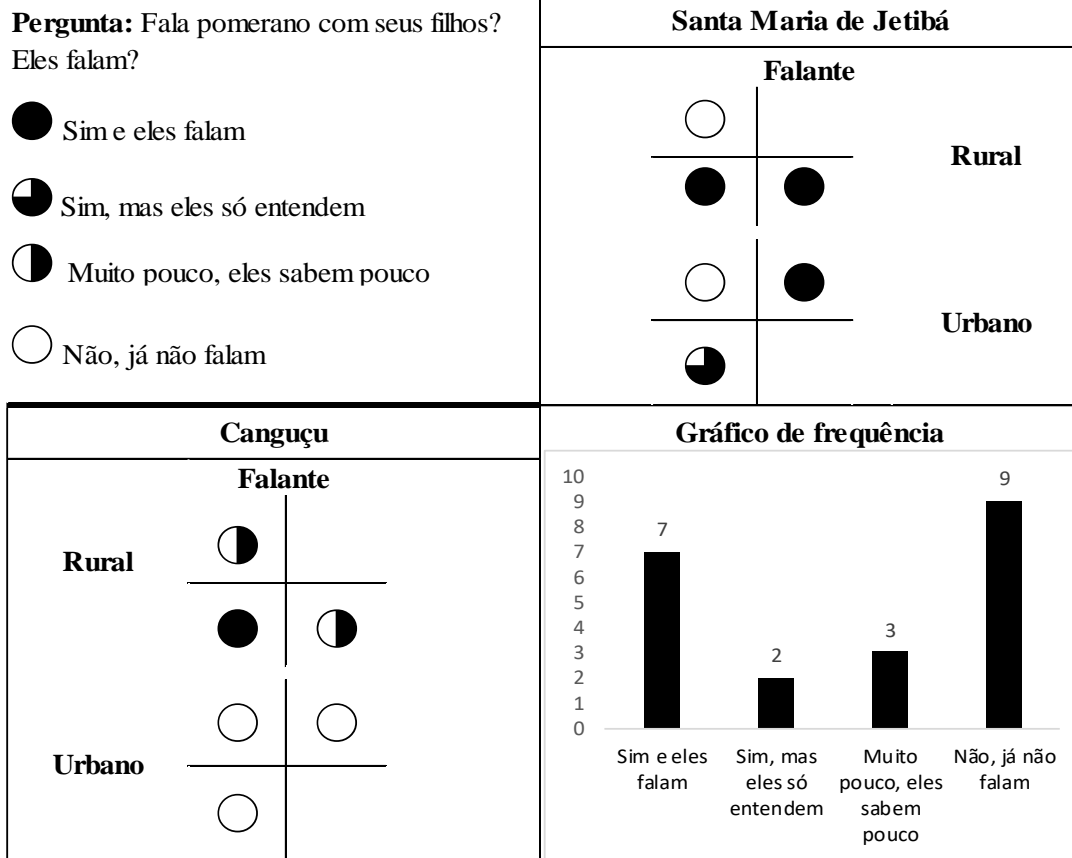 Pergunta: Fala pomerano com seus filhos?
Eles falam?
Sim e eles falam
Sim, mas eles só entendem
Muito pouco, eles sabem pouco
Não, já não falam
Santa Maria de Jetibá
Falante
Rural
Urbano
Canguçu
Falante
Rural
Urbano
Gráfico de frequência
10
9
8
7
6
5
4
3
2
1
0
7
2
3
9
Sim e eles
falam
Sim, mas
eles só
entendem
Muito
pouco, eles
sabem
pouco
Não, já não
falam